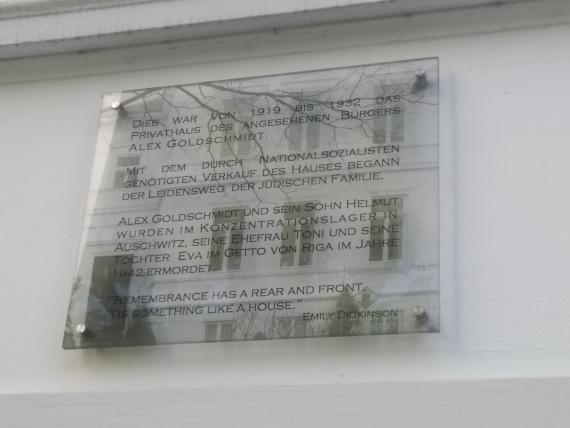 Dies war von 1919 bis 1932 das
Privathaus des angesehenen Bürgers
Alex Goldschmidt.
Mit dem durch Nationalsozialisten
genötigten Verkauf des Hauses begann
der Leidensweg der jüdischen Familie.
Alex Goldschmidt und sein Sohn Helmut
wurden im Konzentrationslager in
Auschwitz, seine Ehefrau Toni und seine
Tochter Eva im Getto von Riga im Jahre
1942 ermordet.
"Remembrance has a rear and front.
'Tis something like a house."
Emily Dickinson